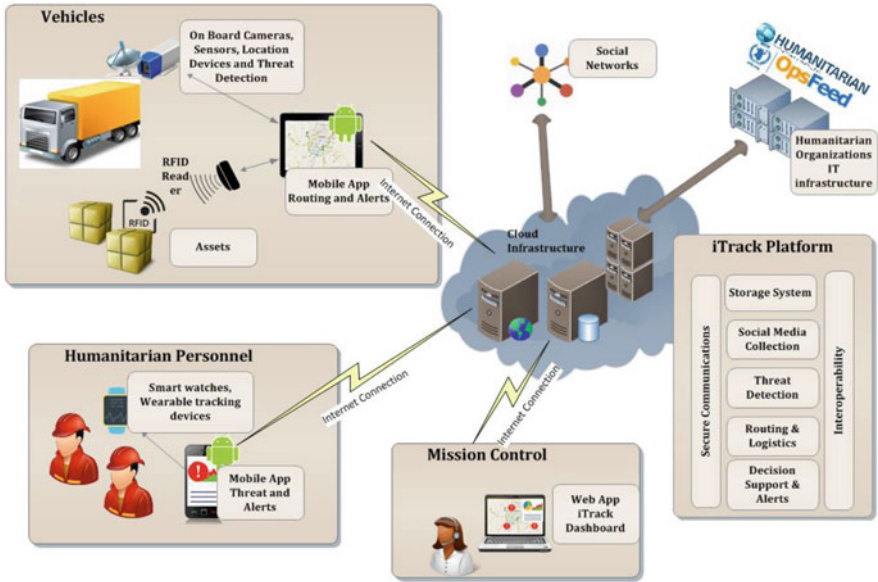 Vehicles
On Board Cameras,
Sensors, Location
Devices and Threat
Detection
RFID
Read
er
RFID
Assets
Mobile App
Routing and Alerts
Internet Connection
Social
Networks
HUMANITARIAN
OpsFeed
Humanitarian
Organizations
IT
infrastructure
Cloud
Infrastructure
iTrack Platform
Secure Communications
Storage System
Social Media
Collection
Threat
Detection
Routing &
Logistics
Decision
Support &
Alerts
Interoperability
Humanitarian Personnel
Smart watches,
Wearable tracking
devices
Mobile App
Threat and
Alerts
Internet Connection
Mission Control
Internet Connection
Web App
iTrack
Dashboard